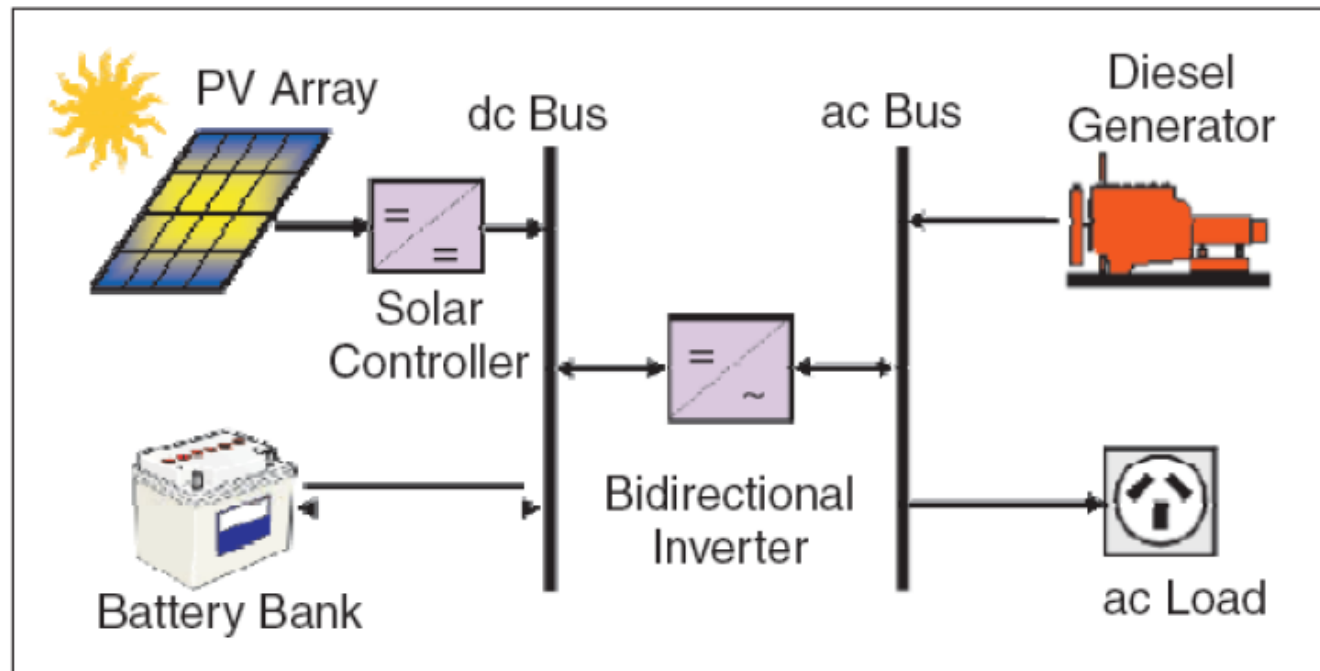 PV Array
dc Bus
ac Bus
Diesel
Generator
=
=
Solar
Controller
=
~
Bidirectional
Inverter
Battery Bank
ac Load